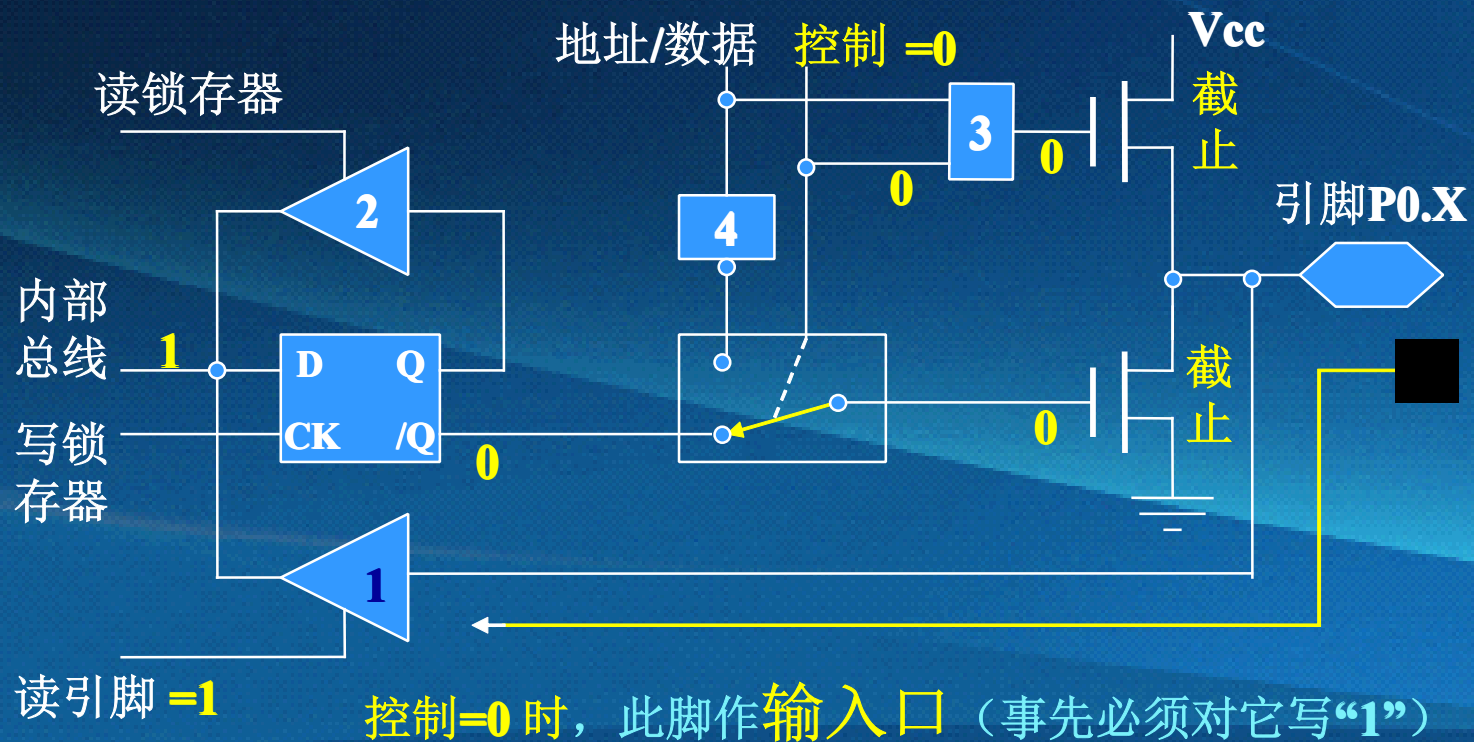 地址/数据 控制 =0
Vcc
读锁存器
截止
3
0
0
2
引脚P0.X
4
内部总线
1
D Q
截止
写锁存器
CK /Q
0
0
1
读引脚 =1
控制=0 时，此脚作输入口（事先必须对它写“1”）